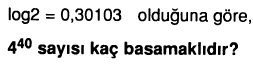 log2 = 0,30103 olduğuna göre,
4⁴⁰ sayısı kaç basamaklıdır?